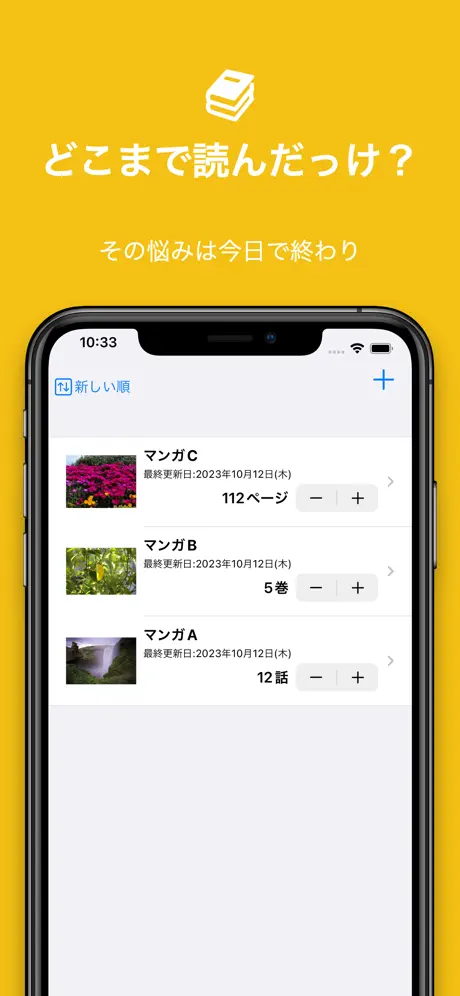 どこまで読んだっけ？
その悩みは今日で終わり
10:33
新しい順
マンガC
最終更新日:2023年10月12日(木)
112ページ
マンガB
最終更新日:2023年10月12日(木)
5巻
マンガA
最終更新日:2023年10月12日(木)
12話